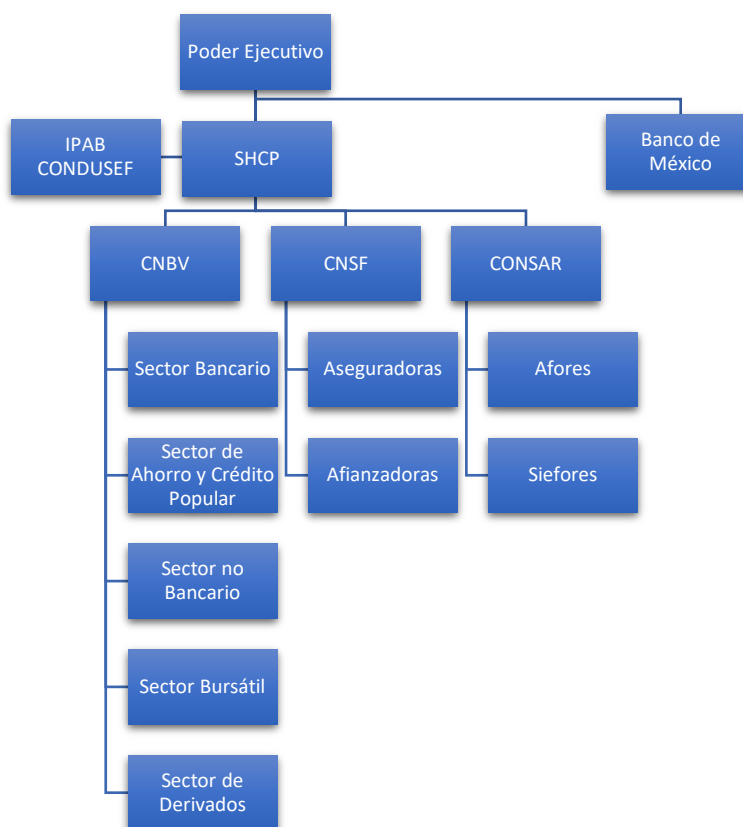 Poder Ejecutivo
IPAB
CONDUSEF
SHCP
Banco de
México
CNBV
CNSF
CONSAR
Sector Bancario
Aseguradoras
Afores
Sector de
Ahorro y Crédito
Popular
Afianzadoras
Siefores
Sector no
Bancario
Sector Bursátil
Sector de
Derivados